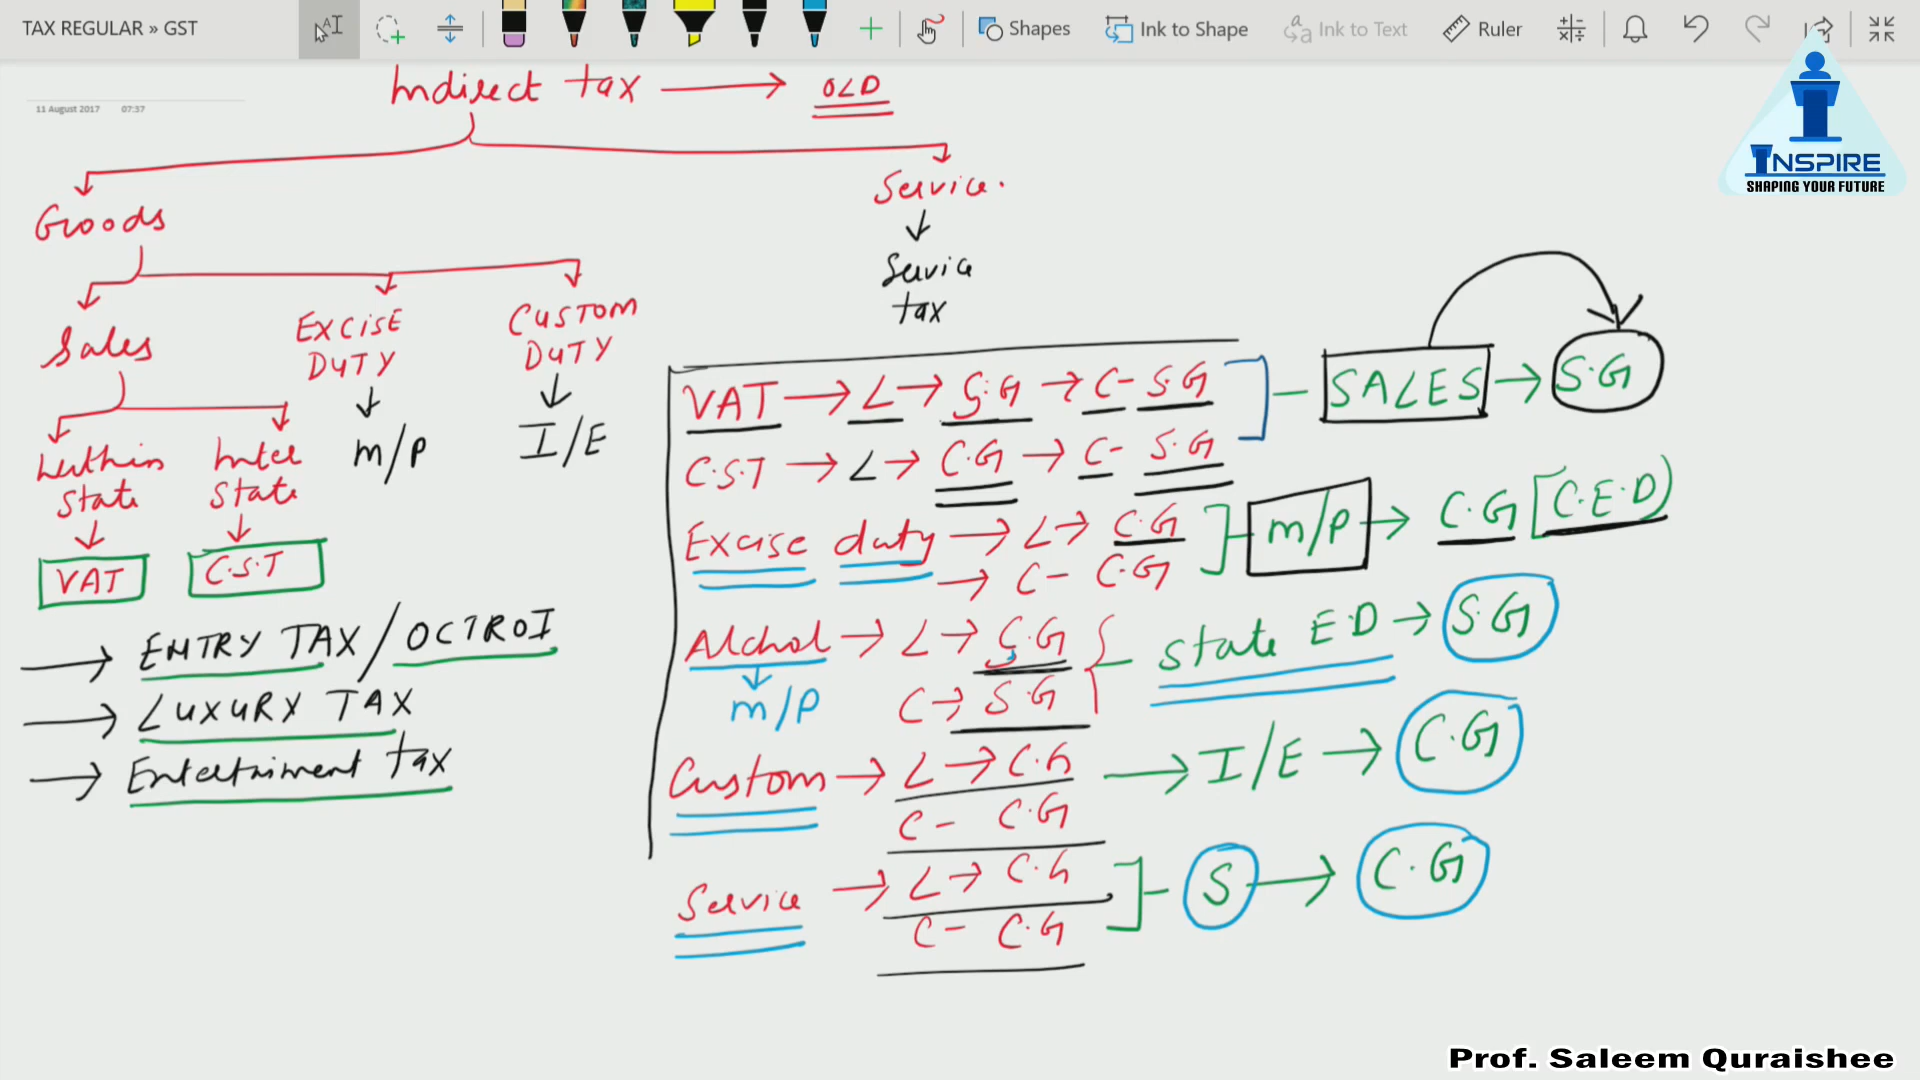 TAX REGULAR » GST
Shapes
Ink to Shape
Ink to Text
Ruler
11 August 2017 07:37
Indirect tax → OLD
INSPIRE
SHAPING YOUR FUTURE
Goods
Service.
Service
tax
Sales
EXCISE
DUTY
CUSTOM
DUTY
Within
State
Inter
State
m/P
I/E
VAT
C.S.T
→ ENTRY TAX/OCTROI
→ LUXURY TAX
→ Entertainment tax
VAT → L → S.G → C- S.G - SALES → S.G
C.S.T → L → C.G → C- S.G
Excise duty → L → C.G - m/P → C.G [C.E.D)
→ C- C.G
Alchol → L → S.G - State E.D → S.G
m/P C → S.G
Custom → L → C.G → I/E → C.G
C- C.G
Service → L → C.G - S → C.G
C- C.G
Prof. Saleem Quraishee